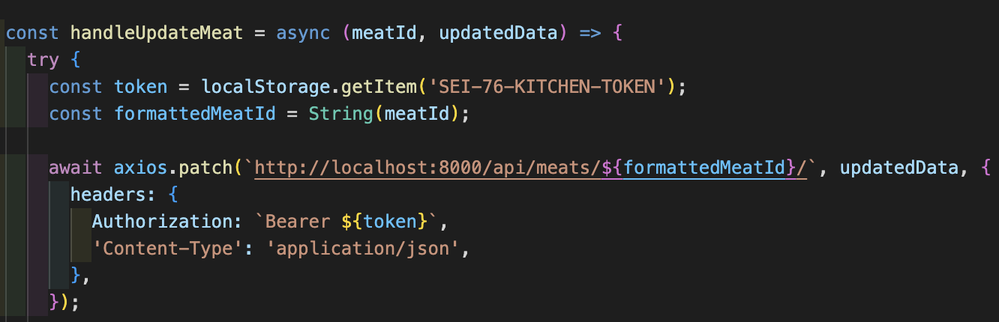 const handleUpdateMeat = async (meatId, updatedData) => {
try {
const token = localStorage.getItem('SEI-76-KITCHEN-TOKEN');
const formattedMeatId = String(meatId);
await axios.patch(`http://localhost:8000/api/meats/${formattedMeatId}/`, updatedData, {
headers: {
Authorization: `Bearer ${token}`,
'Content-Type': 'application/json',
},
});